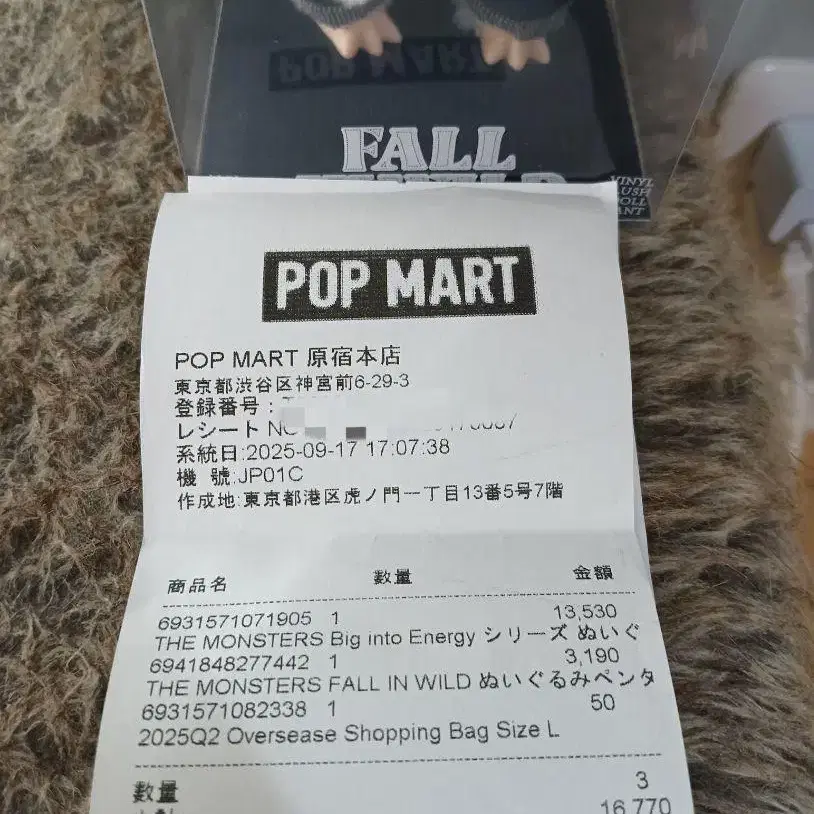 POP MART
FALL
VINYL
DOLL
POP MART
POP MART 原宿本店
東京都渋谷区神宮前6-29-3
登録番号:
レシート NO
系統日:2025-09-17 17:07:38
機 號:JP01C
作成地:東京都港区虎ノ門一丁目13番5号7階
商品名 數量 金額
6931571071905 1 13,530
THE MONSTERS Big into Energy シリーズ ぬいぐ
6941848277442 1 3,190
THE MONSTERS FALL IN WILD ぬいぐるみペンタ
6931571082338 1 50
2025Q2 Oversease Shopping Bag Size L
數量 3
16,770